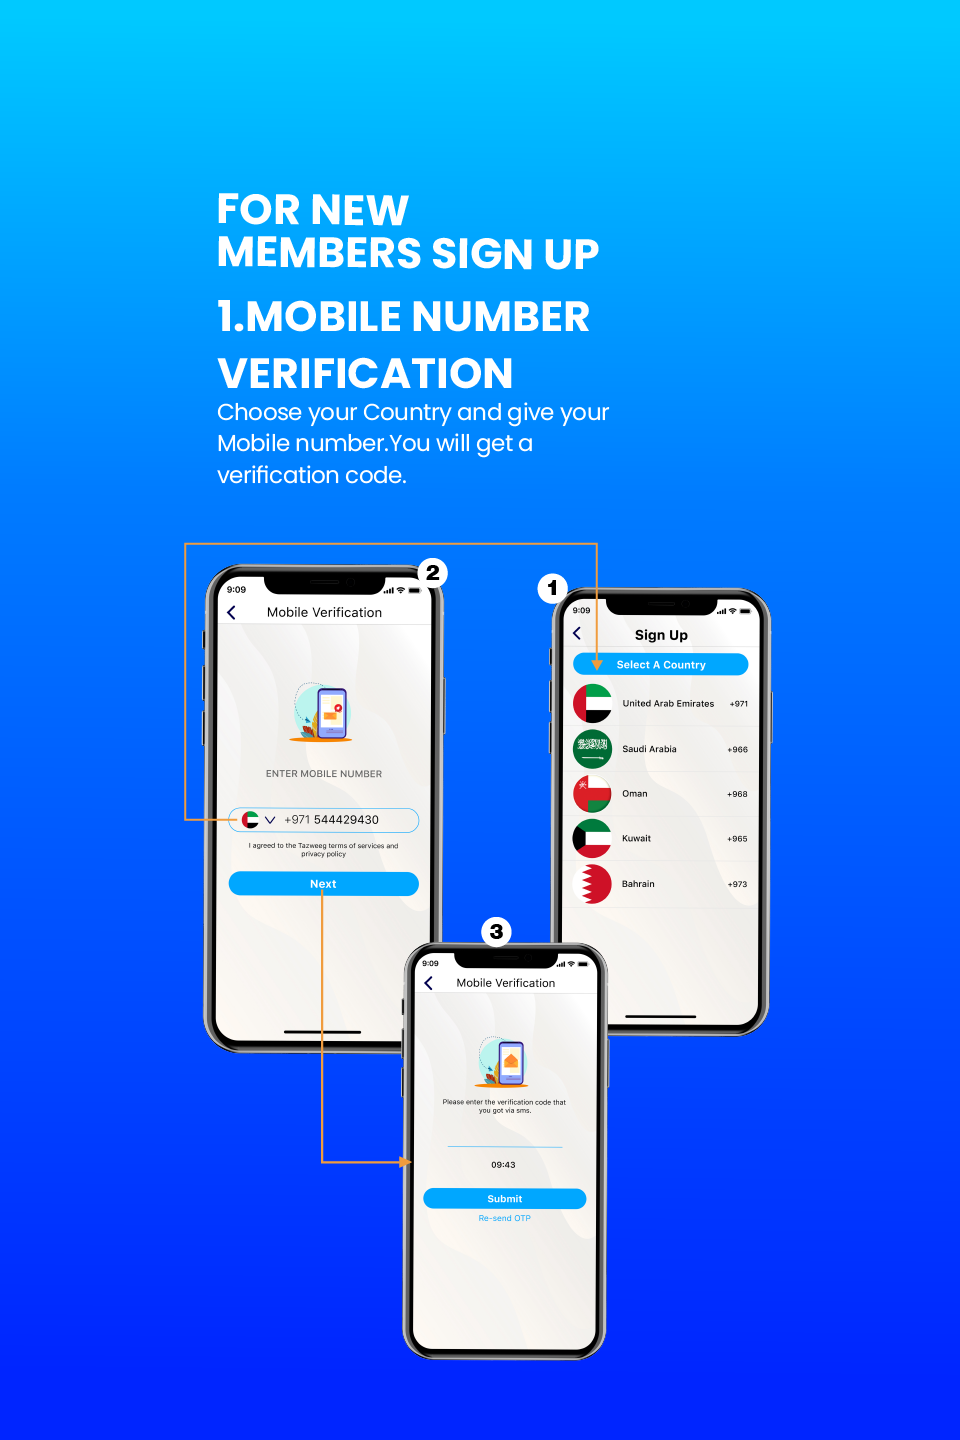 FOR NEW
MEMBERS SIGN UP
1.MOBILE NUMBER
VERIFICATION
Choose your Country and give your
Mobile number.You will get a
verification code.
2
9:09
Mobile Verification
ENTER MOBILE NUMBER
+971 544429430
I agreed to the Tazweeg terms of services and
privacy policy
Next
1
9:09
Sign Up
Select A Country
United Arab Emirates +971
Saudi Arabia +966
Oman +968
Kuwait +965
Bahrain +973
3
9:09
Mobile Verification
Please enter the verification code that
you got via sms.
09:43
Submit
Re-send OTP